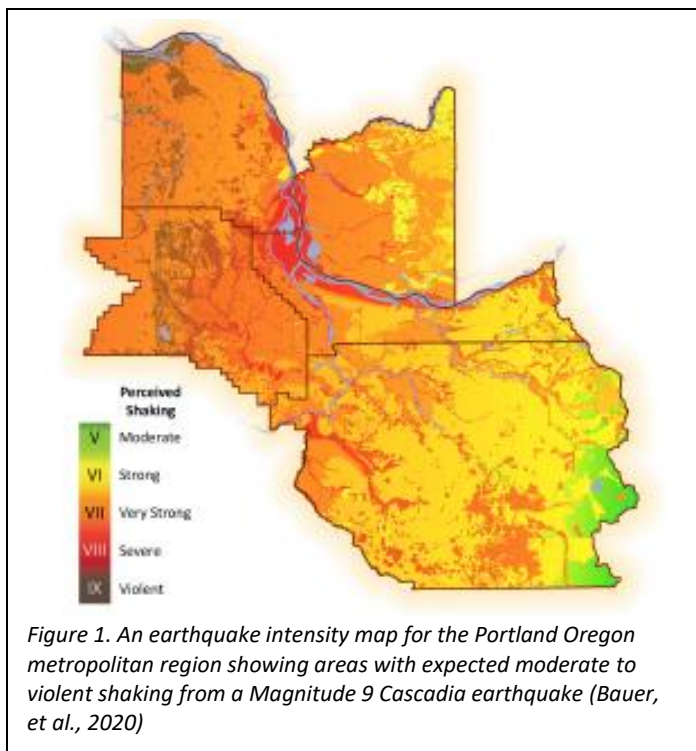 Perceived
Shaking
V Moderate
VI Strong
VII Very Strong
VIII Severe
IX Violent
Figure 1. An earthquake intensity map for the Portland Oregon
metropolitan region showing areas with expected moderate to
violent shaking from a Magnitude 9 Cascadia earthquake (Bauer,
et al., 2020)